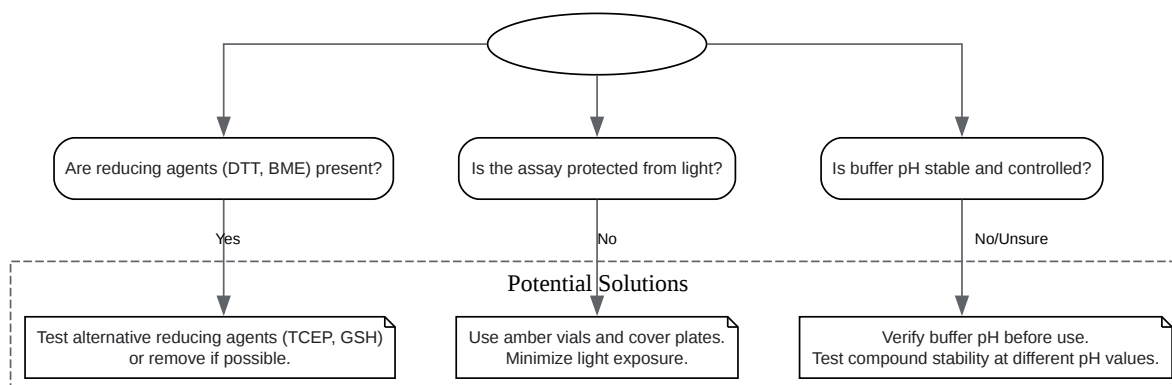 Are reducing agents (DTT, BME) present?
Is the assay protected from light?
Is buffer pH stable and controlled?
Yes
No
No/Unsure
Potential Solutions
Test alternative reducing agents (TCEP, GSH)
or remove if possible.
Use amber vials and cover plates.
Minimize light exposure.
Verify buffer pH before use.
Test compound stability at different pH values.